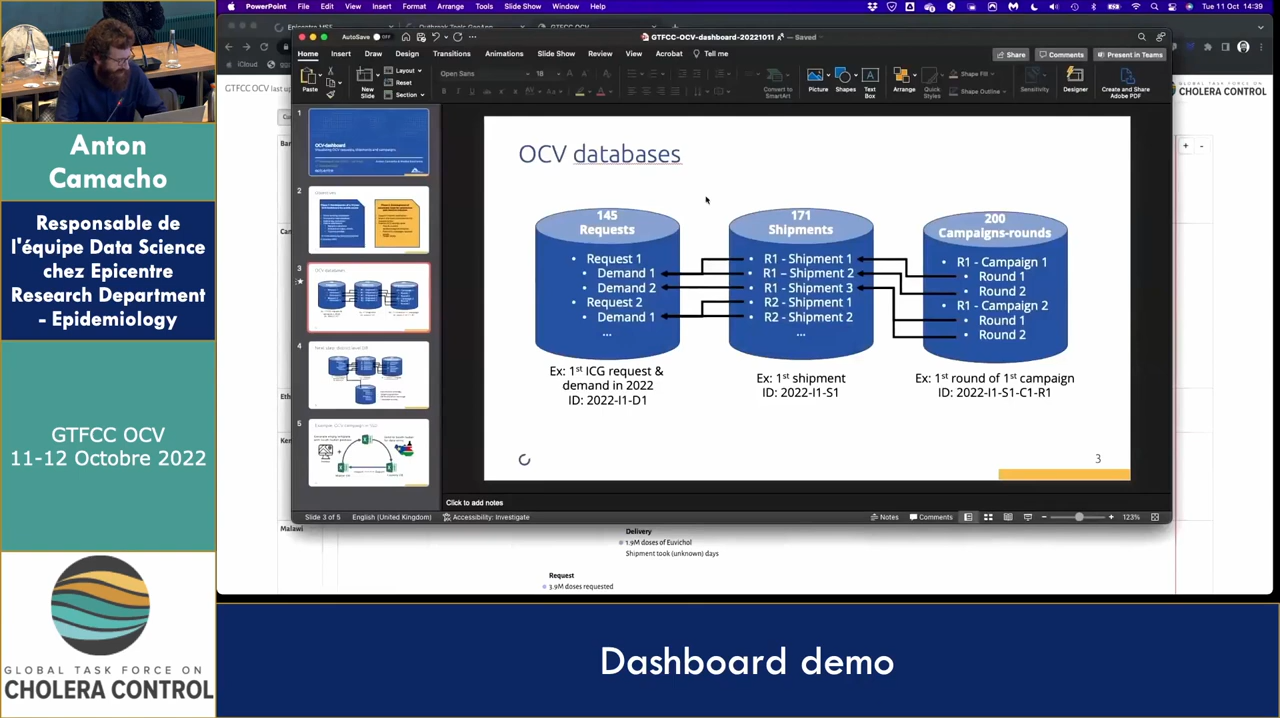 PowerPoint File Edit View Insert Format Arrange Tools Slide Show Window Help
Tue 11 Oct 14:39
AutoSave OFF
GTFCC-OCV-dashboard-20221011
— Saved
Home Insert Draw Design Transitions Animations Slide Show Review View Acrobat Tell me
Share
Comments
Present in Teams
Paste
New
Slide
Layout
Reset
Section
Open Sans
18
Convert to
SmartArt
Picture
Shapes
Text
Box
Arrange
Quick
Styles
Shape Fill
Shape Outline
Sensitivity
Designer
Create and Share
Adobe PDF
iCloud
GTFCC OCV
CHOLERA CONTROL
Anton
Camacho
Responsable de
l'équipe Data Science
chez Epicentre
Research Department
- Epidemiology
GTFCC OCV
11-12 Octobre 2022
GLOBAL TASK FORCE ON
CHOLERA CONTROL
1
2
3
4
5
OCV-dashboard
OCV databases
145
Requests
• Request 1
• Demand 1
• Demand 2
• Request 2
• Demand 1
...
Ex: 1st ICG request &
demand in 2022
ID: 2022-I1-D1
171
Shipments
• R1 - Shipment 1
• R1 - Shipment 2
• R1 - Shipment 3
• R2 - Shipment 1
• R2 - Shipment 2
...
Ex: 1st shipment
ID: 2022-I1-S1
200
Campaigns-rounds
• R1 - Campaign 1
• Round 1
• Round 2
• R1 - Campaign 2
• Round 1
• Round 2
Ex: 1st round of 1st campaign
ID: 2022-I1-S1-C1-R1
3
Click to add notes
Slide 3 of 5
English (United Kingdom)
Accessibility: Investigate
Notes
Comments
123%
Malawi
Delivery
1.9M doses of Euvichol
Shipment took (unknown) days
Request
3.9M doses requested
Dashboard demo